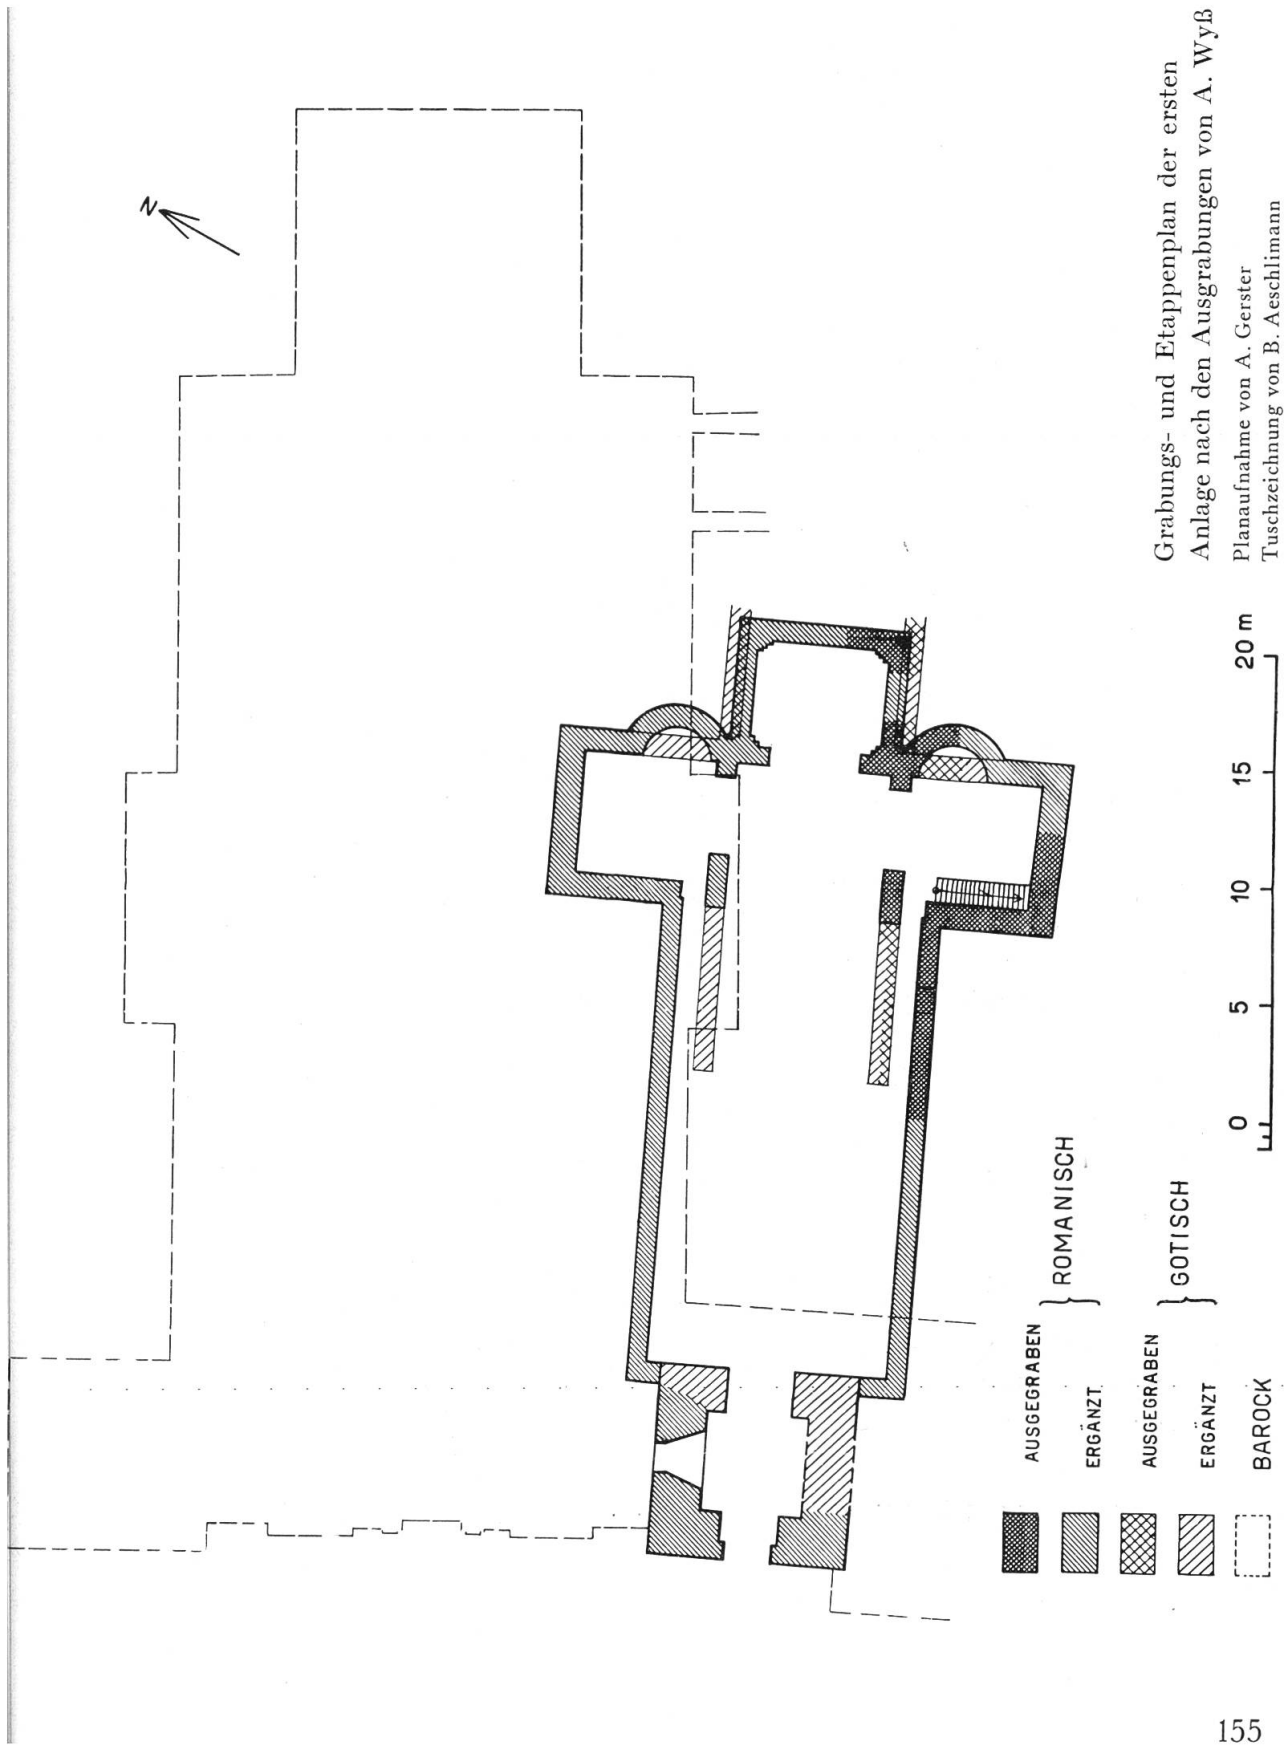 N
Grabungs- und Etappenplan der ersten
Anlage nach den Ausgrabungen von A. Wyß
Planaufnahme von A. Gerster
Tuschzeichnung von B. Aeschlimann
0 5 10 15 20 m
AUSGEGRABEN
ERGÄNZT
ROMANISCH
AUSGEGRABEN
ERGÄNZT
GOTISCH
BAROCK
155